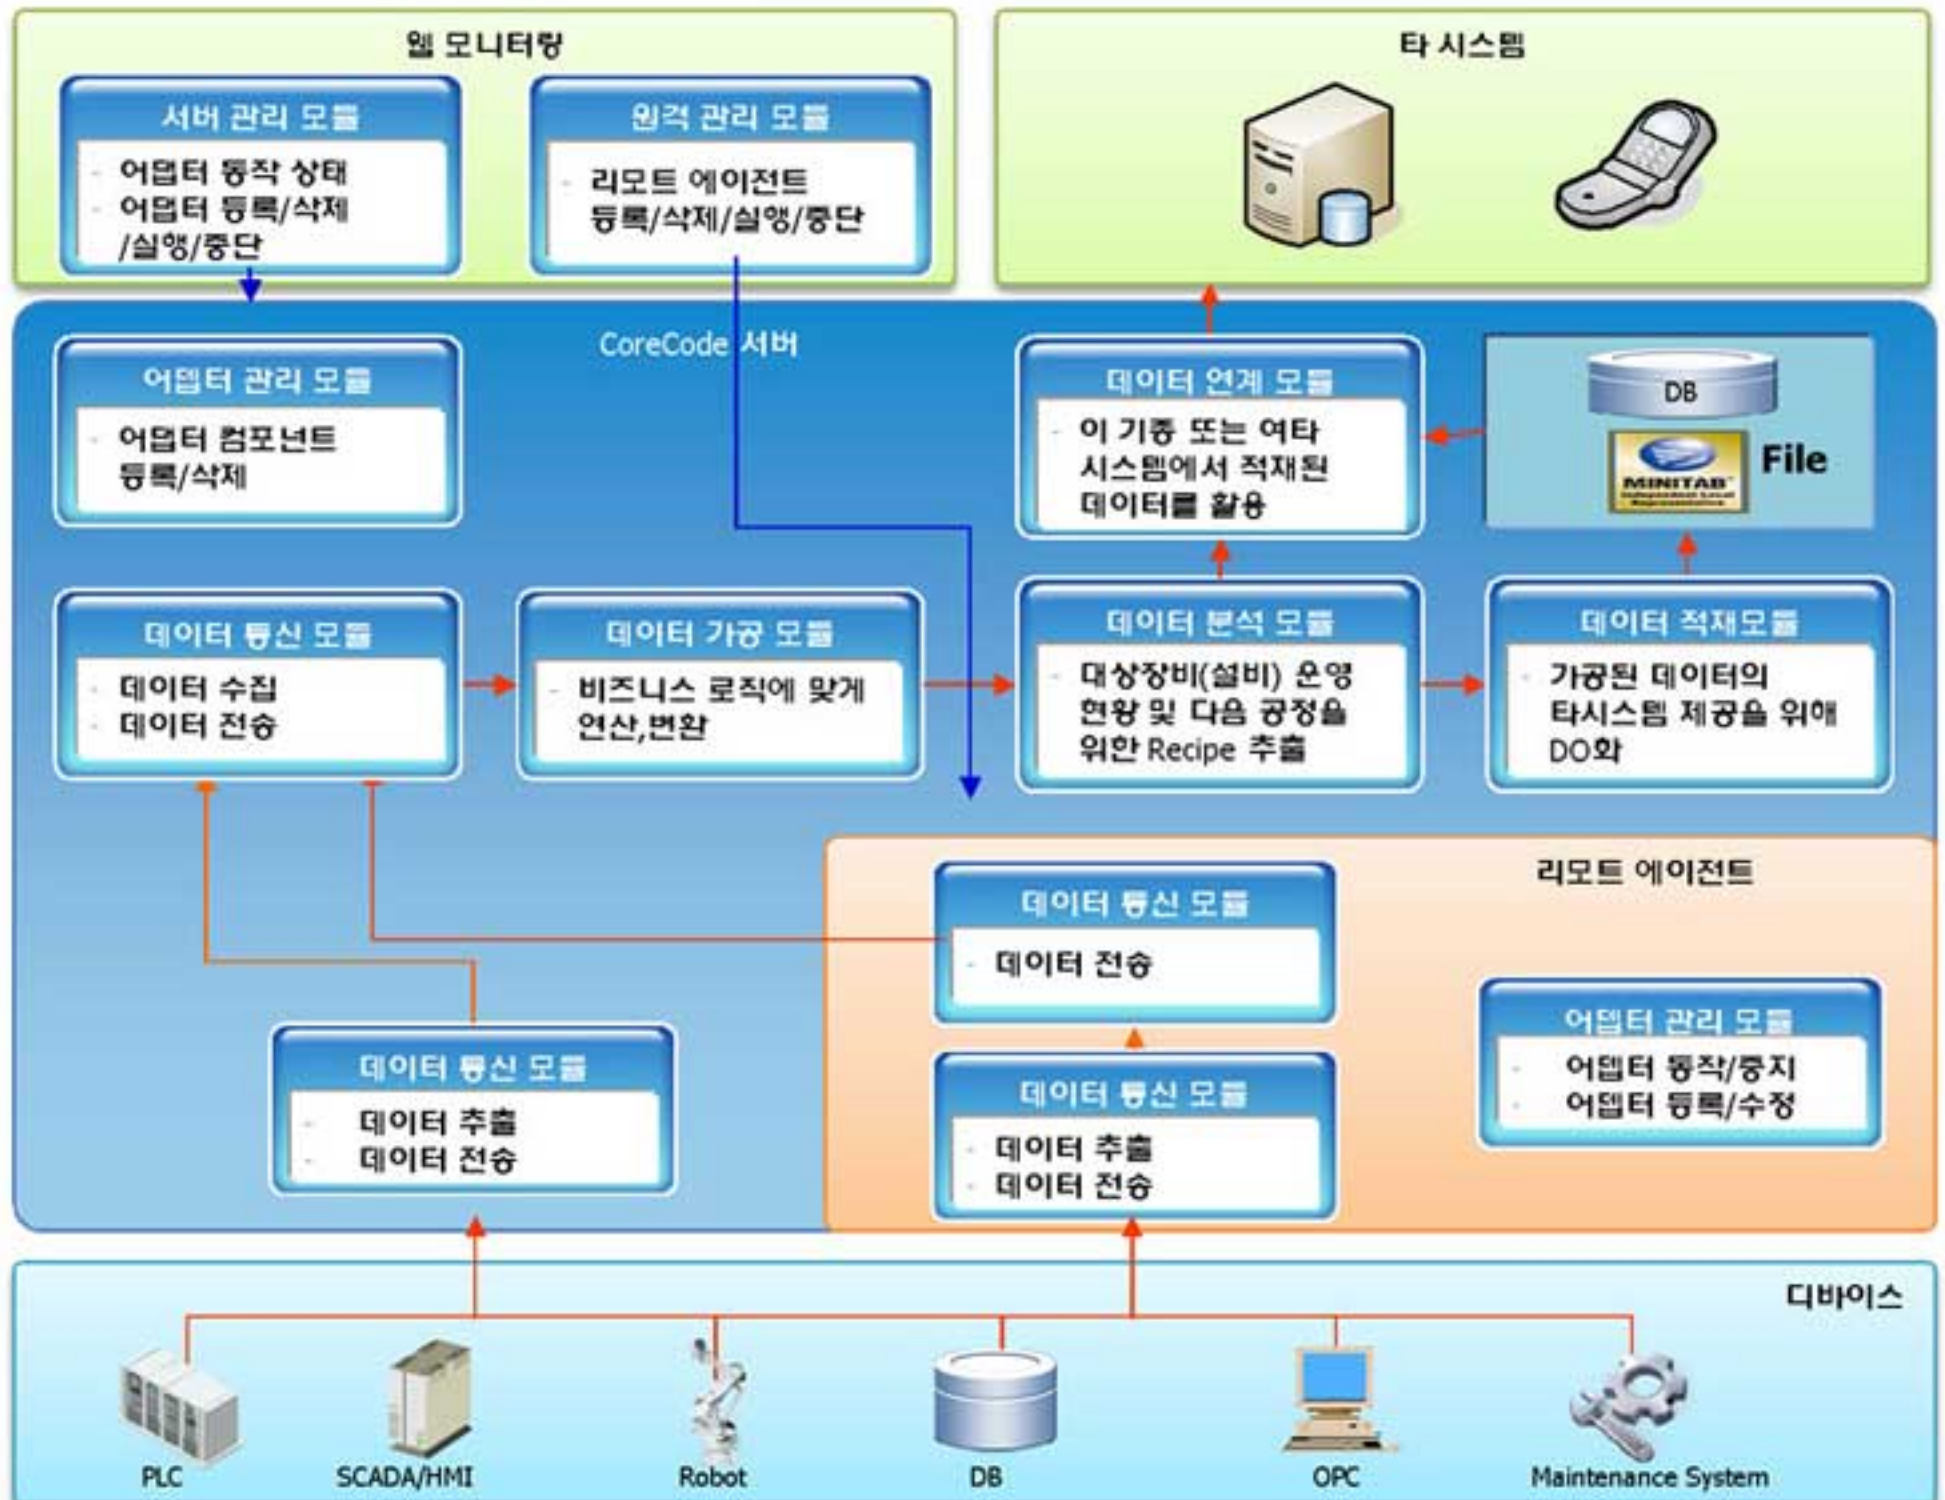 웹 모니터링
서버 관리 모듈
- 어댑터 동작 상태
- 어댑터 등록/삭제
/실행/중단
원격 관리 모듈
- 리모트 에이전트
등록/삭제/실행/중단
타 시스템
CoreCode 서버
어뎁터 관리 모듈
- 어댑터 컴포넌트
등록/삭제
데이터 연계 모듈
- 이 기종 또는 여타
시스템에서 적재된
데이터를 활용
DB
File
MINITAB
데이터 통신 모듈
- 데이터 수집
- 데이터 전송
데이터 가공 모듈
- 비즈니스 로직에 맞게
연산,변환
데이터 분석 모듈
- 대상장비(설비) 운영
현황 및 다음 공정을
위한 Recipe 추출
데이터 적재모듈
- 가공된 데이터의
타시스템 제공을 위해
DO화
리모트 에이전트
데이터 통신 모듈
- 데이터 전송
데이터 통신 모듈
- 데이터 추출
- 데이터 전송
데이터 통신 모듈
- 데이터 추출
- 데이터 전송
어뎁터 관리 모듈
- 어뎁터 동작/중지
- 어뎁터 등록/수정
디바이스
PLC
SCADA/HMI
Robot
DB
OPC
Maintenance System